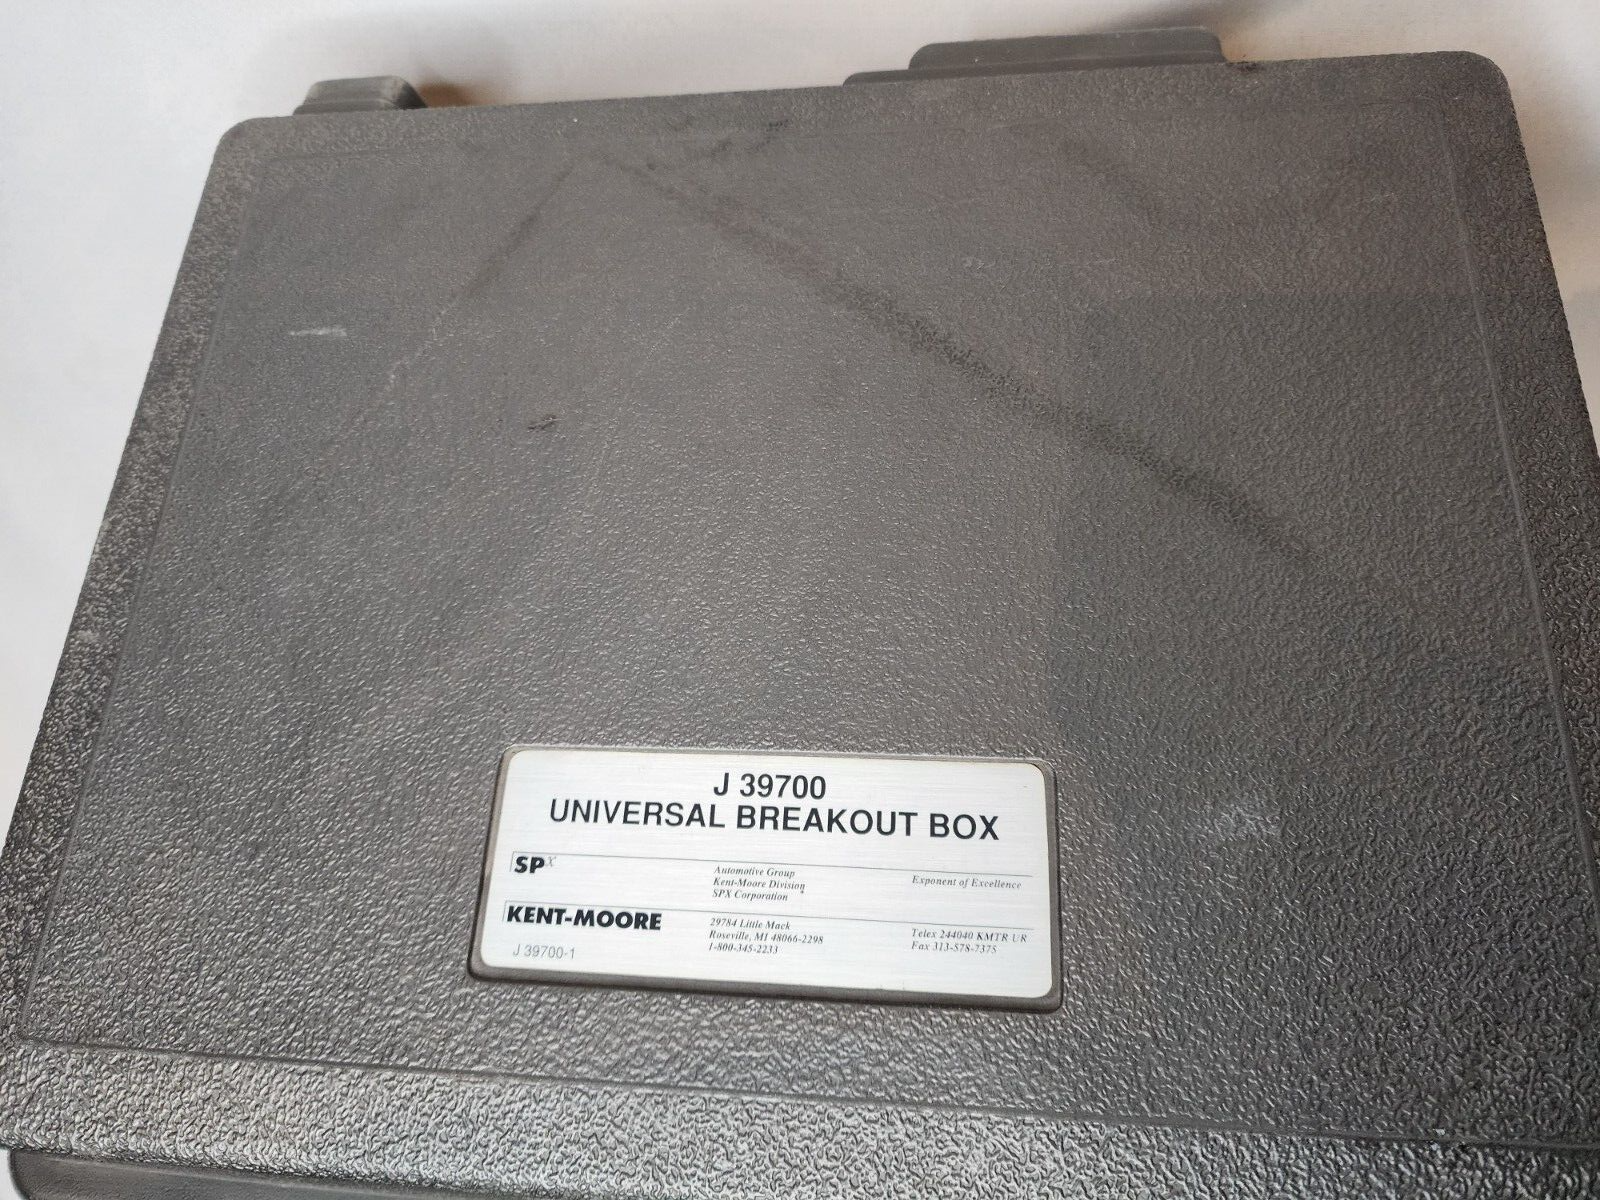 J 39700
UNIVERSAL BREAKOUT BOX
SPX
Automotive Group
Kent-Moore Division
SPX Corporation
Exponent of Excellence
KENT-MOORE
29784 Little Mack
Roseville, MI 48066-2298
1-800-345-2233
Telex 244040 KMTR UR
Fax 313-578-7375
J 39700-1